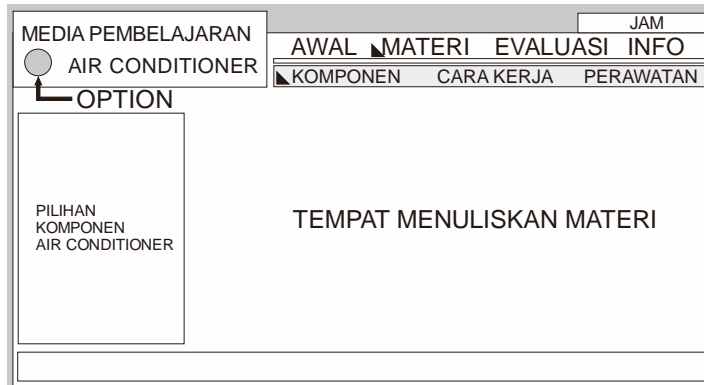 MEDIA PEMBELAJARAN
AIR CONDITIONER
OPTION
JAM
AWAL MATERI EVALUASI INFO
KOMPONEN CARA KERJA PERAWATAN
PILIHAN
KOMPONEN
AIR CONDITIONER
TEMPAT MENULISKAN MATERI